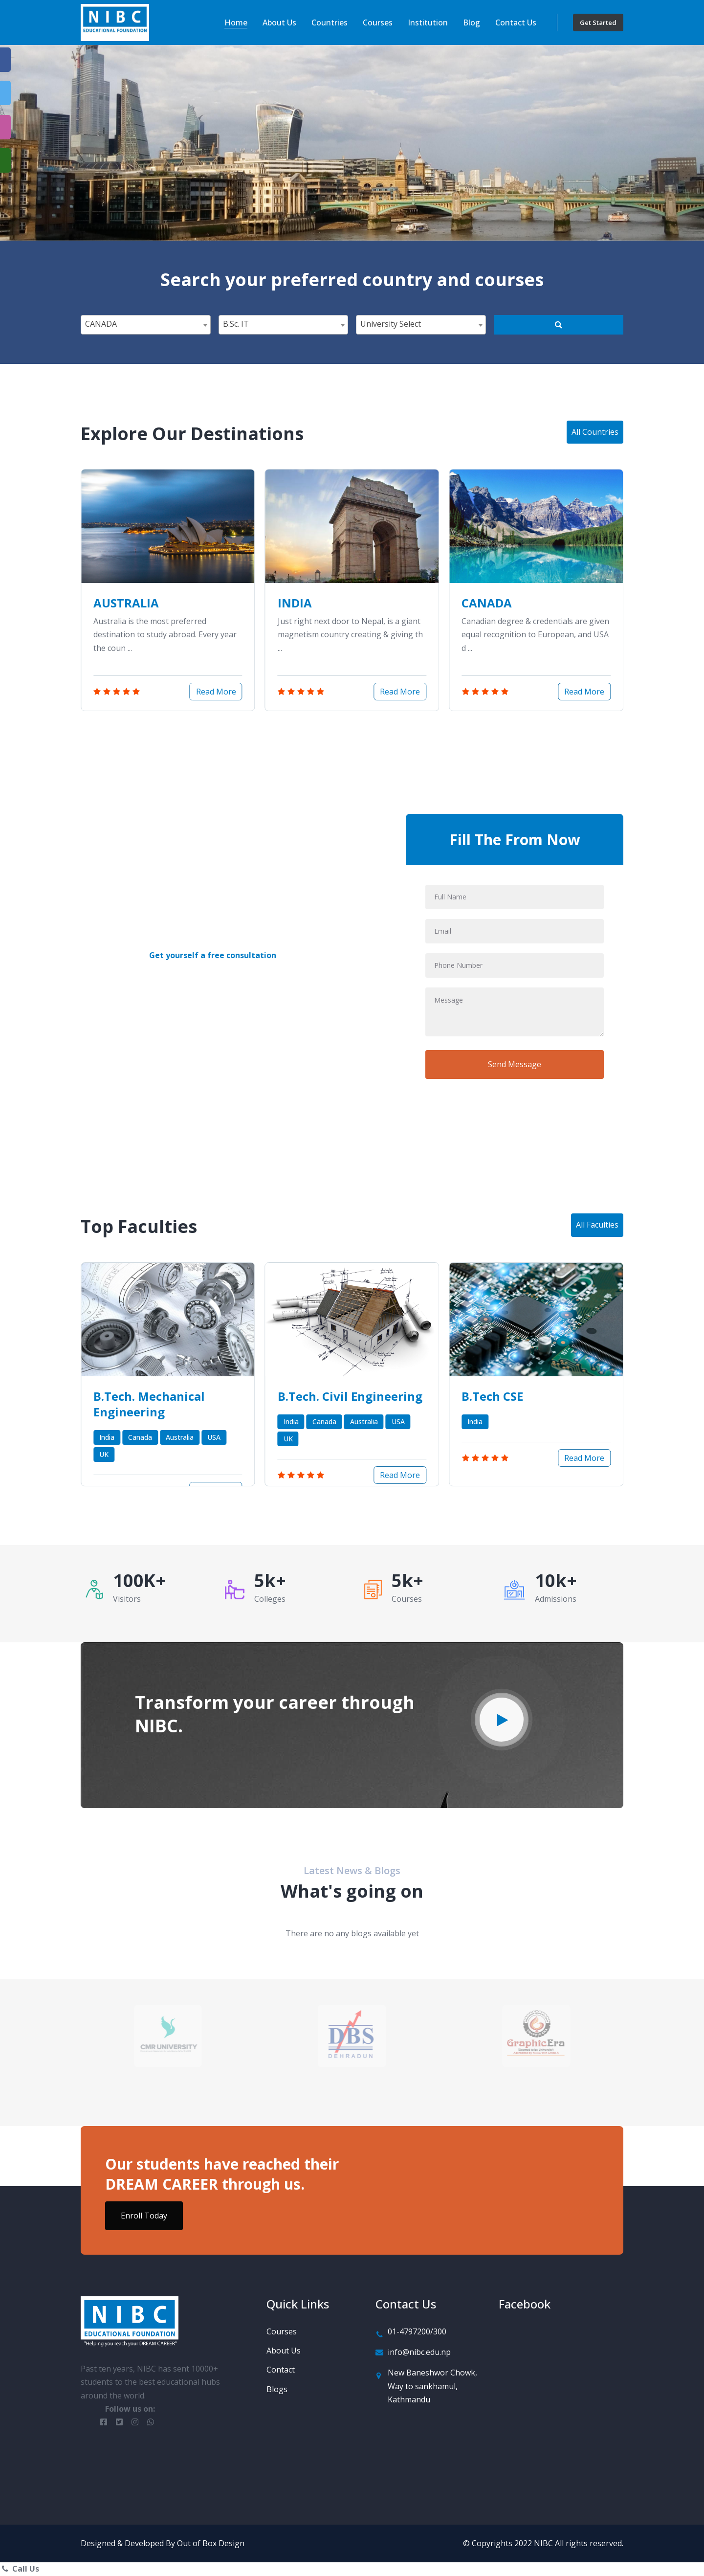 NIBC
EDUCATIONAL FOUNDATION
Home
About Us
Countries
Courses
Institution
Blog
Contact Us
Get Started
Search your preferred country and courses
CANADA
B.Sc. IT
University Select
Explore Our Destinations
All Countries
AUSTRALIA
Australia is the most preferred
destination to study abroad. Every year
the coun ...
Read More
INDIA
Just right next door to Nepal, is a giant
magnetism country creating & giving th
...
Read More
CANADA
Canadian degree & credentials are given
equal recognition to European, and USA
d ...
Read More
Get yourself a free consultation
Fill The From Now
Full Name
Email
Phone Number
Message
Send Message
Top Faculties
All Faculties
B.Tech. Mechanical
Engineering
India
Canada
Australia
USA
UK
B.Tech. Civil Engineering
India
Canada
Australia
USA
UK
Read More
B.Tech CSE
India
Read More
100K+
Visitors
5k+
Colleges
5k+
Courses
10k+
Admissions
Transform your career through
NIBC.
Latest News & Blogs
What's going on
There are no any blogs available yet
CMR UNIVERSITY
DBS
DEHRADUN
GraphicEra
Our students have reached their
DREAM CAREER through us.
Enroll Today
NIBC
EDUCATIONAL FOUNDATION
"Helping you reach your DREAM CAREER"
Past ten years, NIBC has sent 10000+
students to the best educational hubs
around the world.
Follow us on:
Quick Links
Courses
About Us
Contact
Blogs
Contact Us
01-4797200/300
info@nibc.edu.np
New Baneshwor Chowk,
Way to sankhamul,
Kathmandu
Facebook
Designed & Developed By Out of Box Design
© Copyrights 2022 NIBC All rights reserved.
Call Us